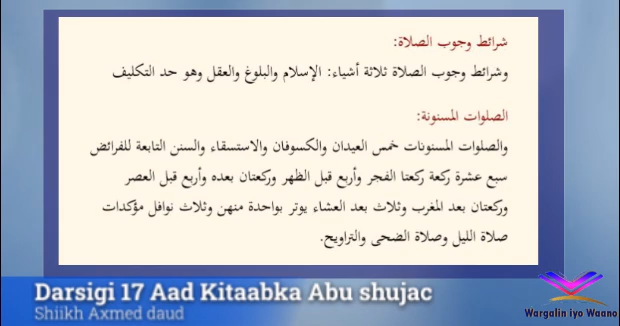 شرائط وجوب الصلاة:
وشرائط وجوب الصلاة ثلاثة أشياء: الإسلام والبلوغ والعقل وهو حد التكليف
الصلوات المسنونة:
والصلوات المسنونات خمس العيدان والكسوفان والاستسقاء والسنن التابعة للفرائض
سبع عشرة ركعة ركعتا الفجر وأربع قبل الظهر وركعتان بعده وأربع قبل العصر
وركعتان بعد المغرب وثلاث بعد العشاء يوتر بواحدة منهن وثلاث نوافل مؤكدات
صلاة الليل وصلاة الضحى والتراويح.
Darsigi 17 Aad Kitaabka Abu shujac
Shiikh Axmed daud
Wargalin iyo Waano